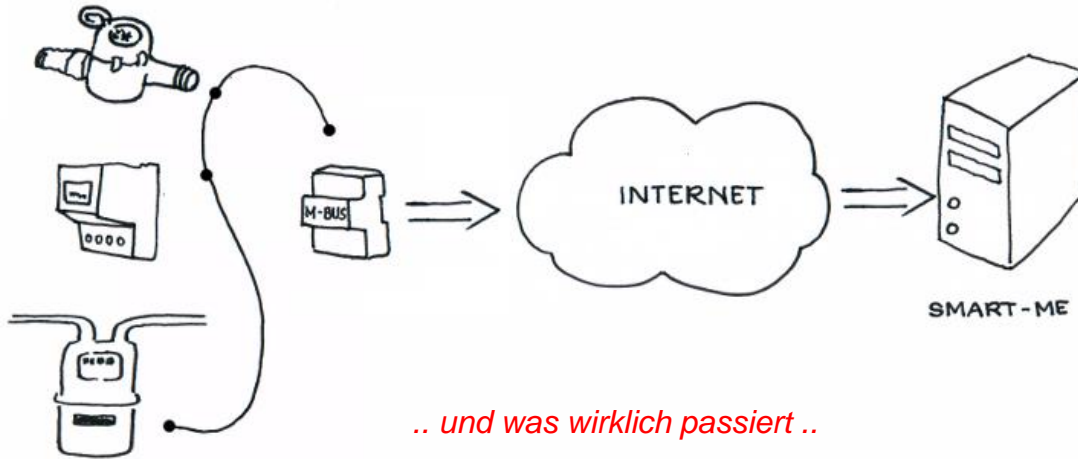 M-BUS
INTERNET
SMART-ME
.. und was wirklich passiert ..